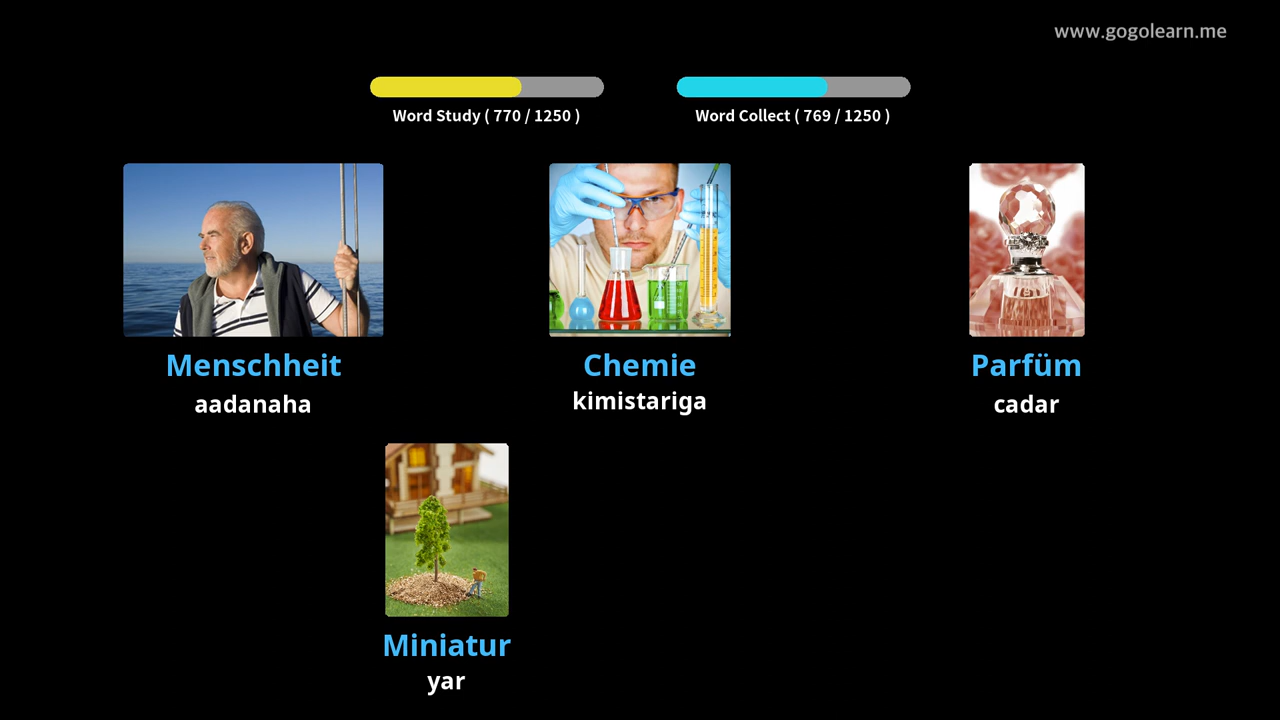 www.gogolearn.me
Word Study ( 770 / 1250 )
Word Collect ( 769 / 1250 )
Menschheit
aadanaha
Chemie
kimistariga
Parfüm
cadar
Miniatur
yar